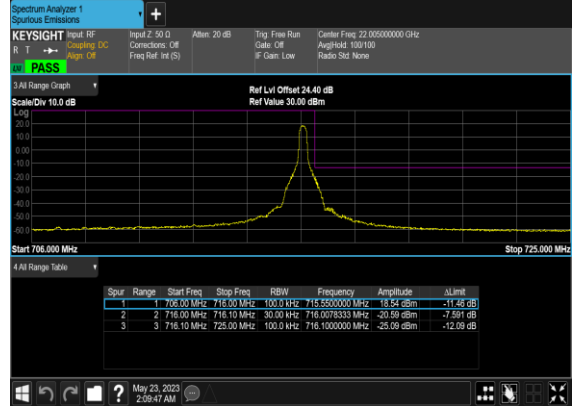 Spectrum Analyzer 1
Spurious Emissions
KEYSIGHT Input: RF Input Z: 50 Ω Atten: 20 dB Trig: Free Run Center Freq: 22.005000000 GHz
R T Coupling: DC Corrections: Off Gate: Off Avg|Hold: 100/100
Align: Off Freq Ref: Int (S) IF Gain: Low Radio Std: None
PASS
3 All Range Graph
Ref Lvl Offset 24.40 dB
Scale/Div 10.0 dB Ref Value 30.00 dBm
Log
20.0
10.0
0.00
-10.0
-20.0
-30.0
-40.0
-50.0
-60.0
Start 706.000 MHz Stop 725.000 MHz
4 All Range Table
Spur Range Start Freq Stop Freq RBW Frequency Amplitude ΔLimit
1 1 706.00 MHz 716.00 MHz 100.0 kHz 715.5500000 MHz 18.54 dBm -11.46 dB
2 2 716.00 MHz 716.10 MHz 30.00 kHz 716.0078333 MHz -20.59 dBm -7.591 dB
3 3 716.10 MHz 725.00 MHz 100.0 kHz 716.1000000 MHz -25.09 dBm -12.09 dB
? May 23, 2023
2:09:47 AM